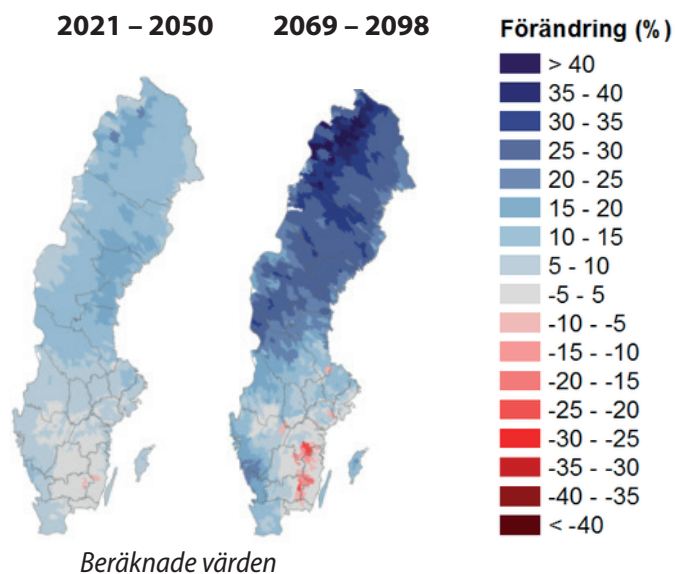 2021 – 2050
2069 – 2098
Förändring (%)
> 40
35 - 40
30 - 35
25 - 30
20 - 25
15 - 20
10 - 15
5 - 10
-5 - 5
-10 - -5
-15 - -10
-20 - -15
-25 - -20
-30 - -25
-35 - -30
-40 - -35
< -40
Beräknade värden